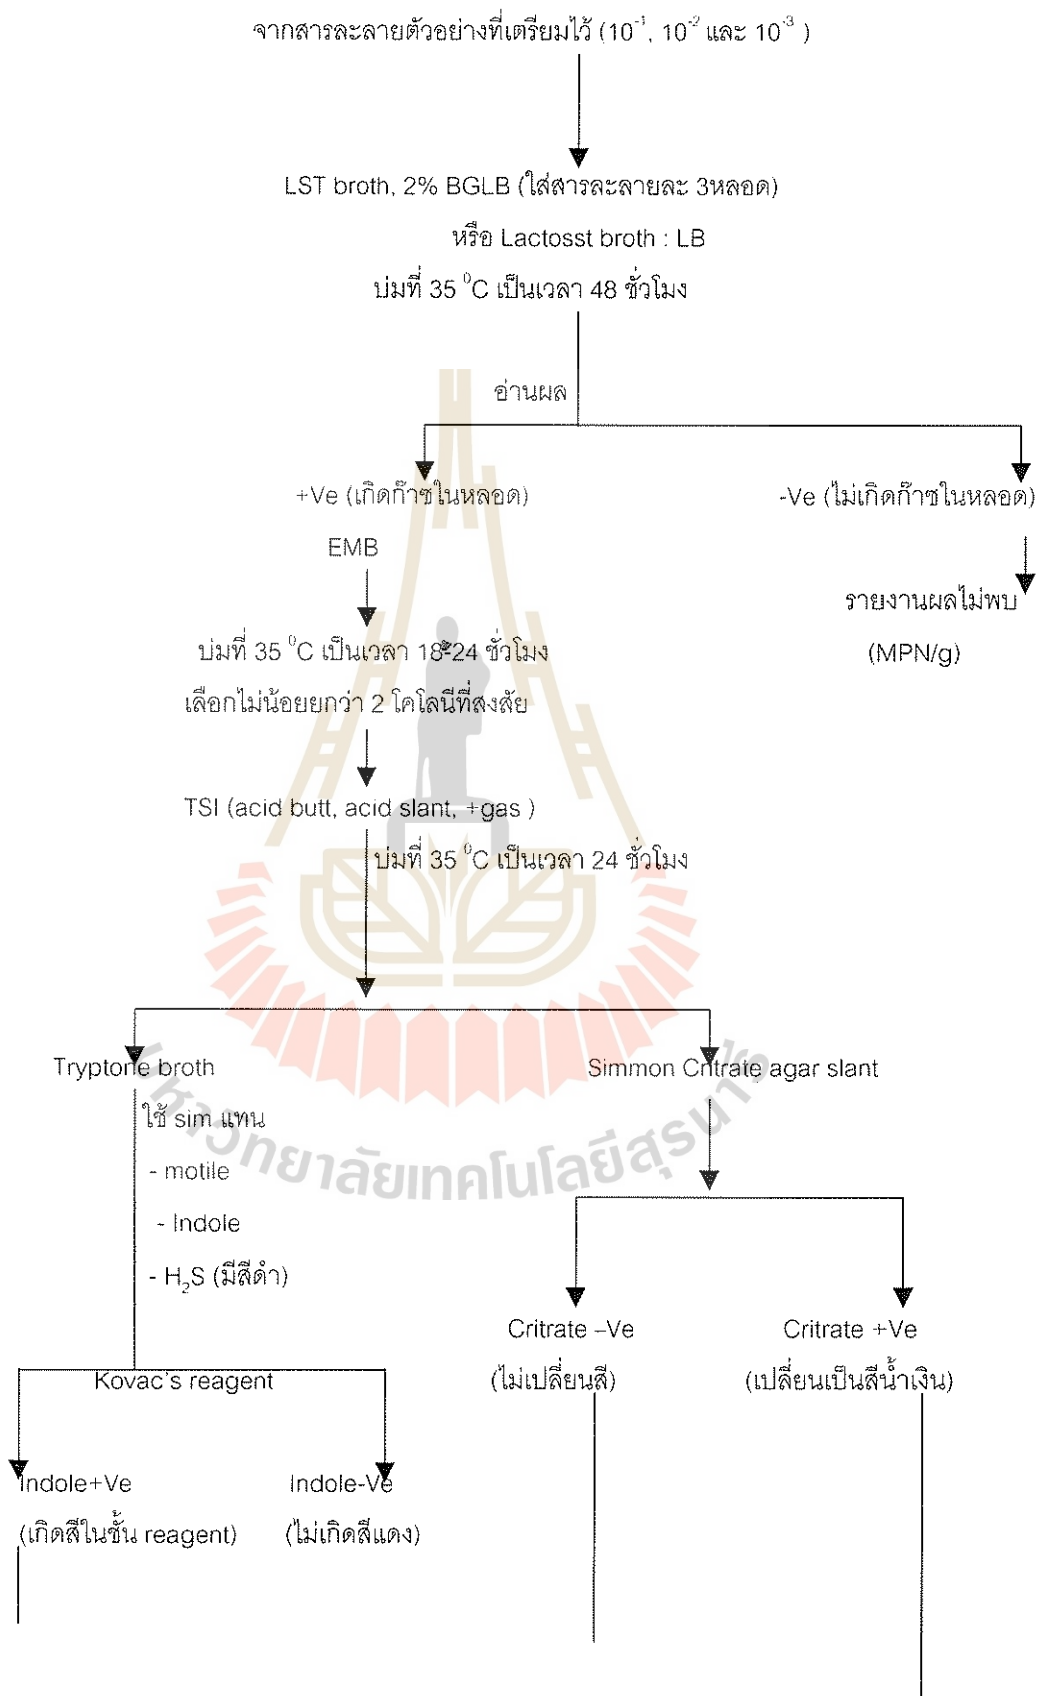 จากสารละลายตัวอย่างที่เตรียมไว้ (10⁻¹, 10⁻² และ 10⁻³ )
LST broth, 2% BGLB (ใส่สารละลายละ 3หลอด)
หรือ Lactosst broth : LB
บ่มที่ 35 ⁰C เป็นเวลา 48 ชั่วโมง
อ่านผล
+Ve (เกิดก๊าซในหลอด)
-Ve (ไม่เกิดก๊าซในหลอด)
EMB
รายงานผลไม่พบ
(MPN/g)
บ่มที่ 35 ⁰C เป็นเวลา 18-24 ชั่วโมง
เลือกไม่น้อยยกว่า 2 โคโลนีที่สงสัย
TSI (acid butt, acid slant, +gas )
บ่มที่ 35 ⁰C เป็นเวลา 24 ชั่วโมง
Tryptone broth
Simmon Critrate agar slant
ใช้ sim แทน
- motile
- Indole
- H₂S (มีสีดำ)
มหาวิทยาลัยเทคโนโลยีสุรนารี
Critrate –Ve
Critrate +Ve
(ไม่เปลี่ยนสี)
(เปลี่ยนเป็นสีน้ำเงิน)
Kovac's reagent
Indole+Ve
Indole-Ve
(เกิดสีในชั้น reagent)
(ไม่เกิดสีแดง)